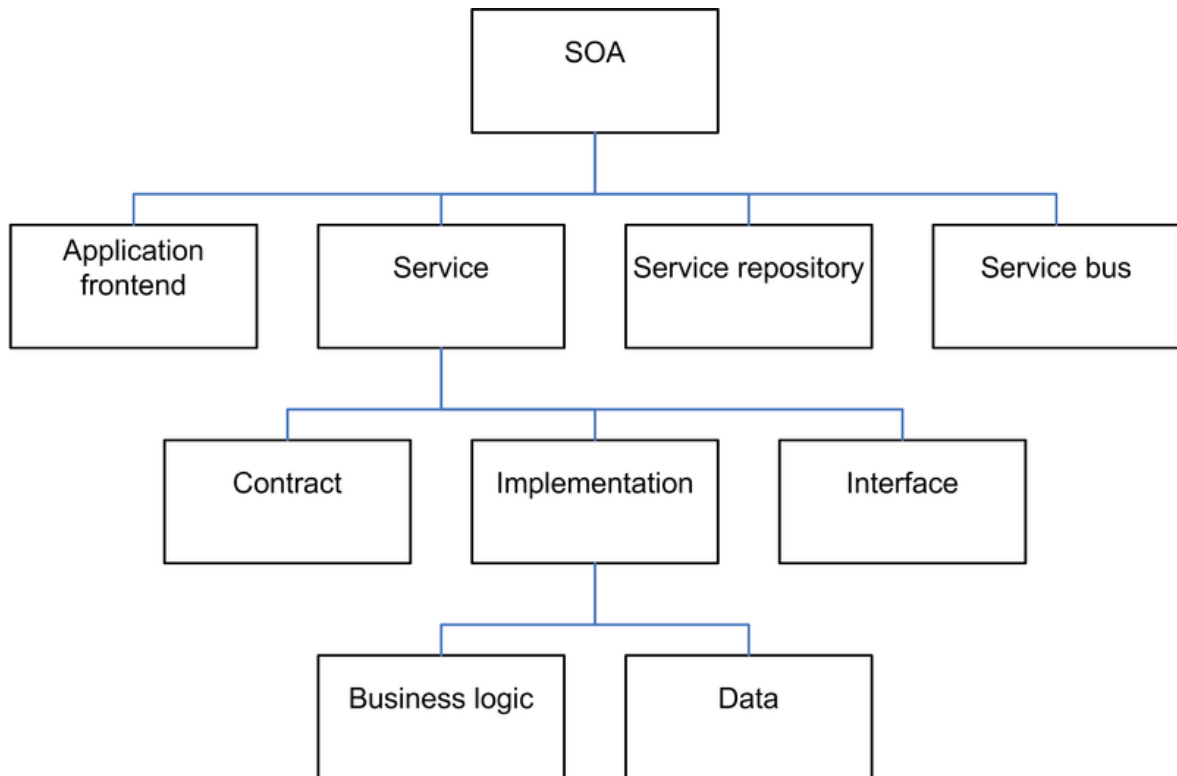 SOA
Application
frontend
Service
Service repository
Service bus
Contract
Implementation
Interface
Business logic
Data